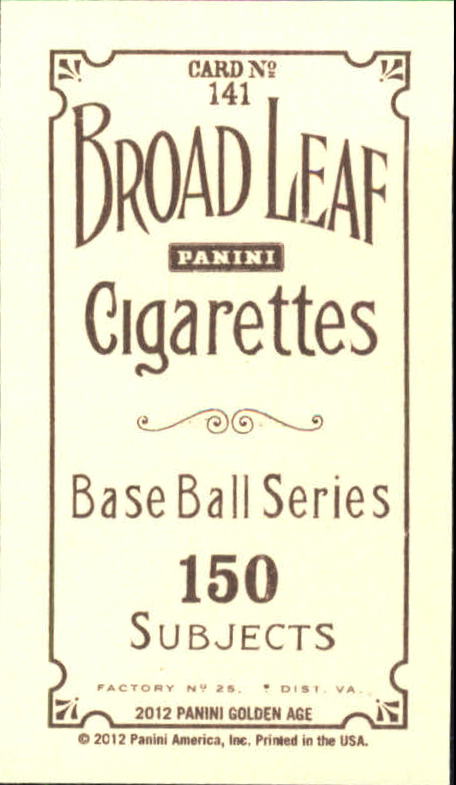 CARD Nº
141
BROAD LEAF
PANINI
Cigarettes
Base Ball Series
150
SUBJECTS
FACTORY Nº 25. DIST. VA.
2012 PANINI GOLDEN AGE
© 2012 Panini America, Inc. Printed in the USA.